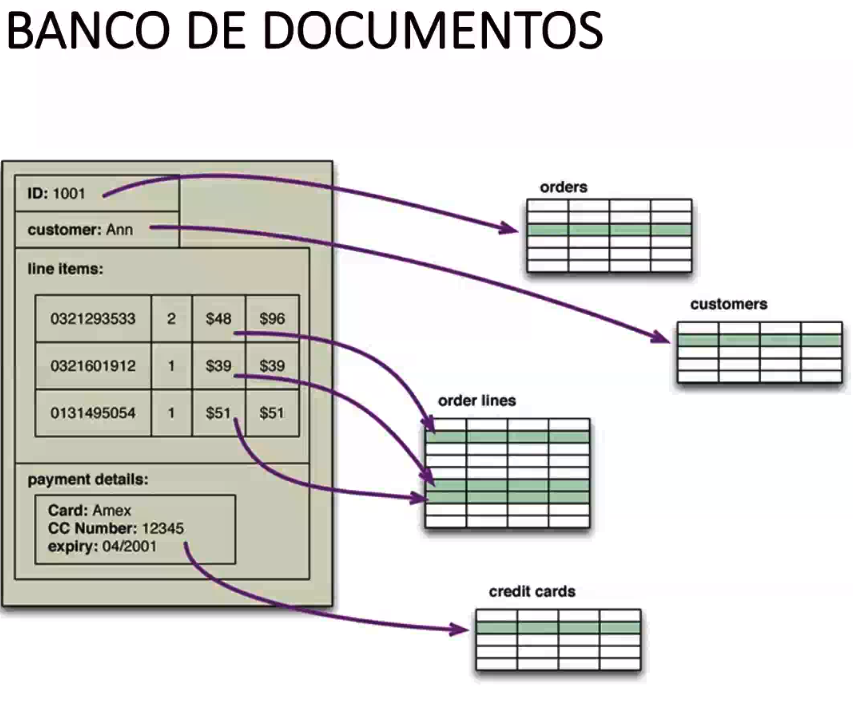 BANCO DE DOCUMENTOS
ID: 1001
customer: Ann
line items:
0321293533 2 $48 $96
0321601912 1 $39 $39
0131495054 1 $51 $51
payment details:
Card: Amex
CC Number: 12345
expiry: 04/2001
orders
customers
order lines
credit cards